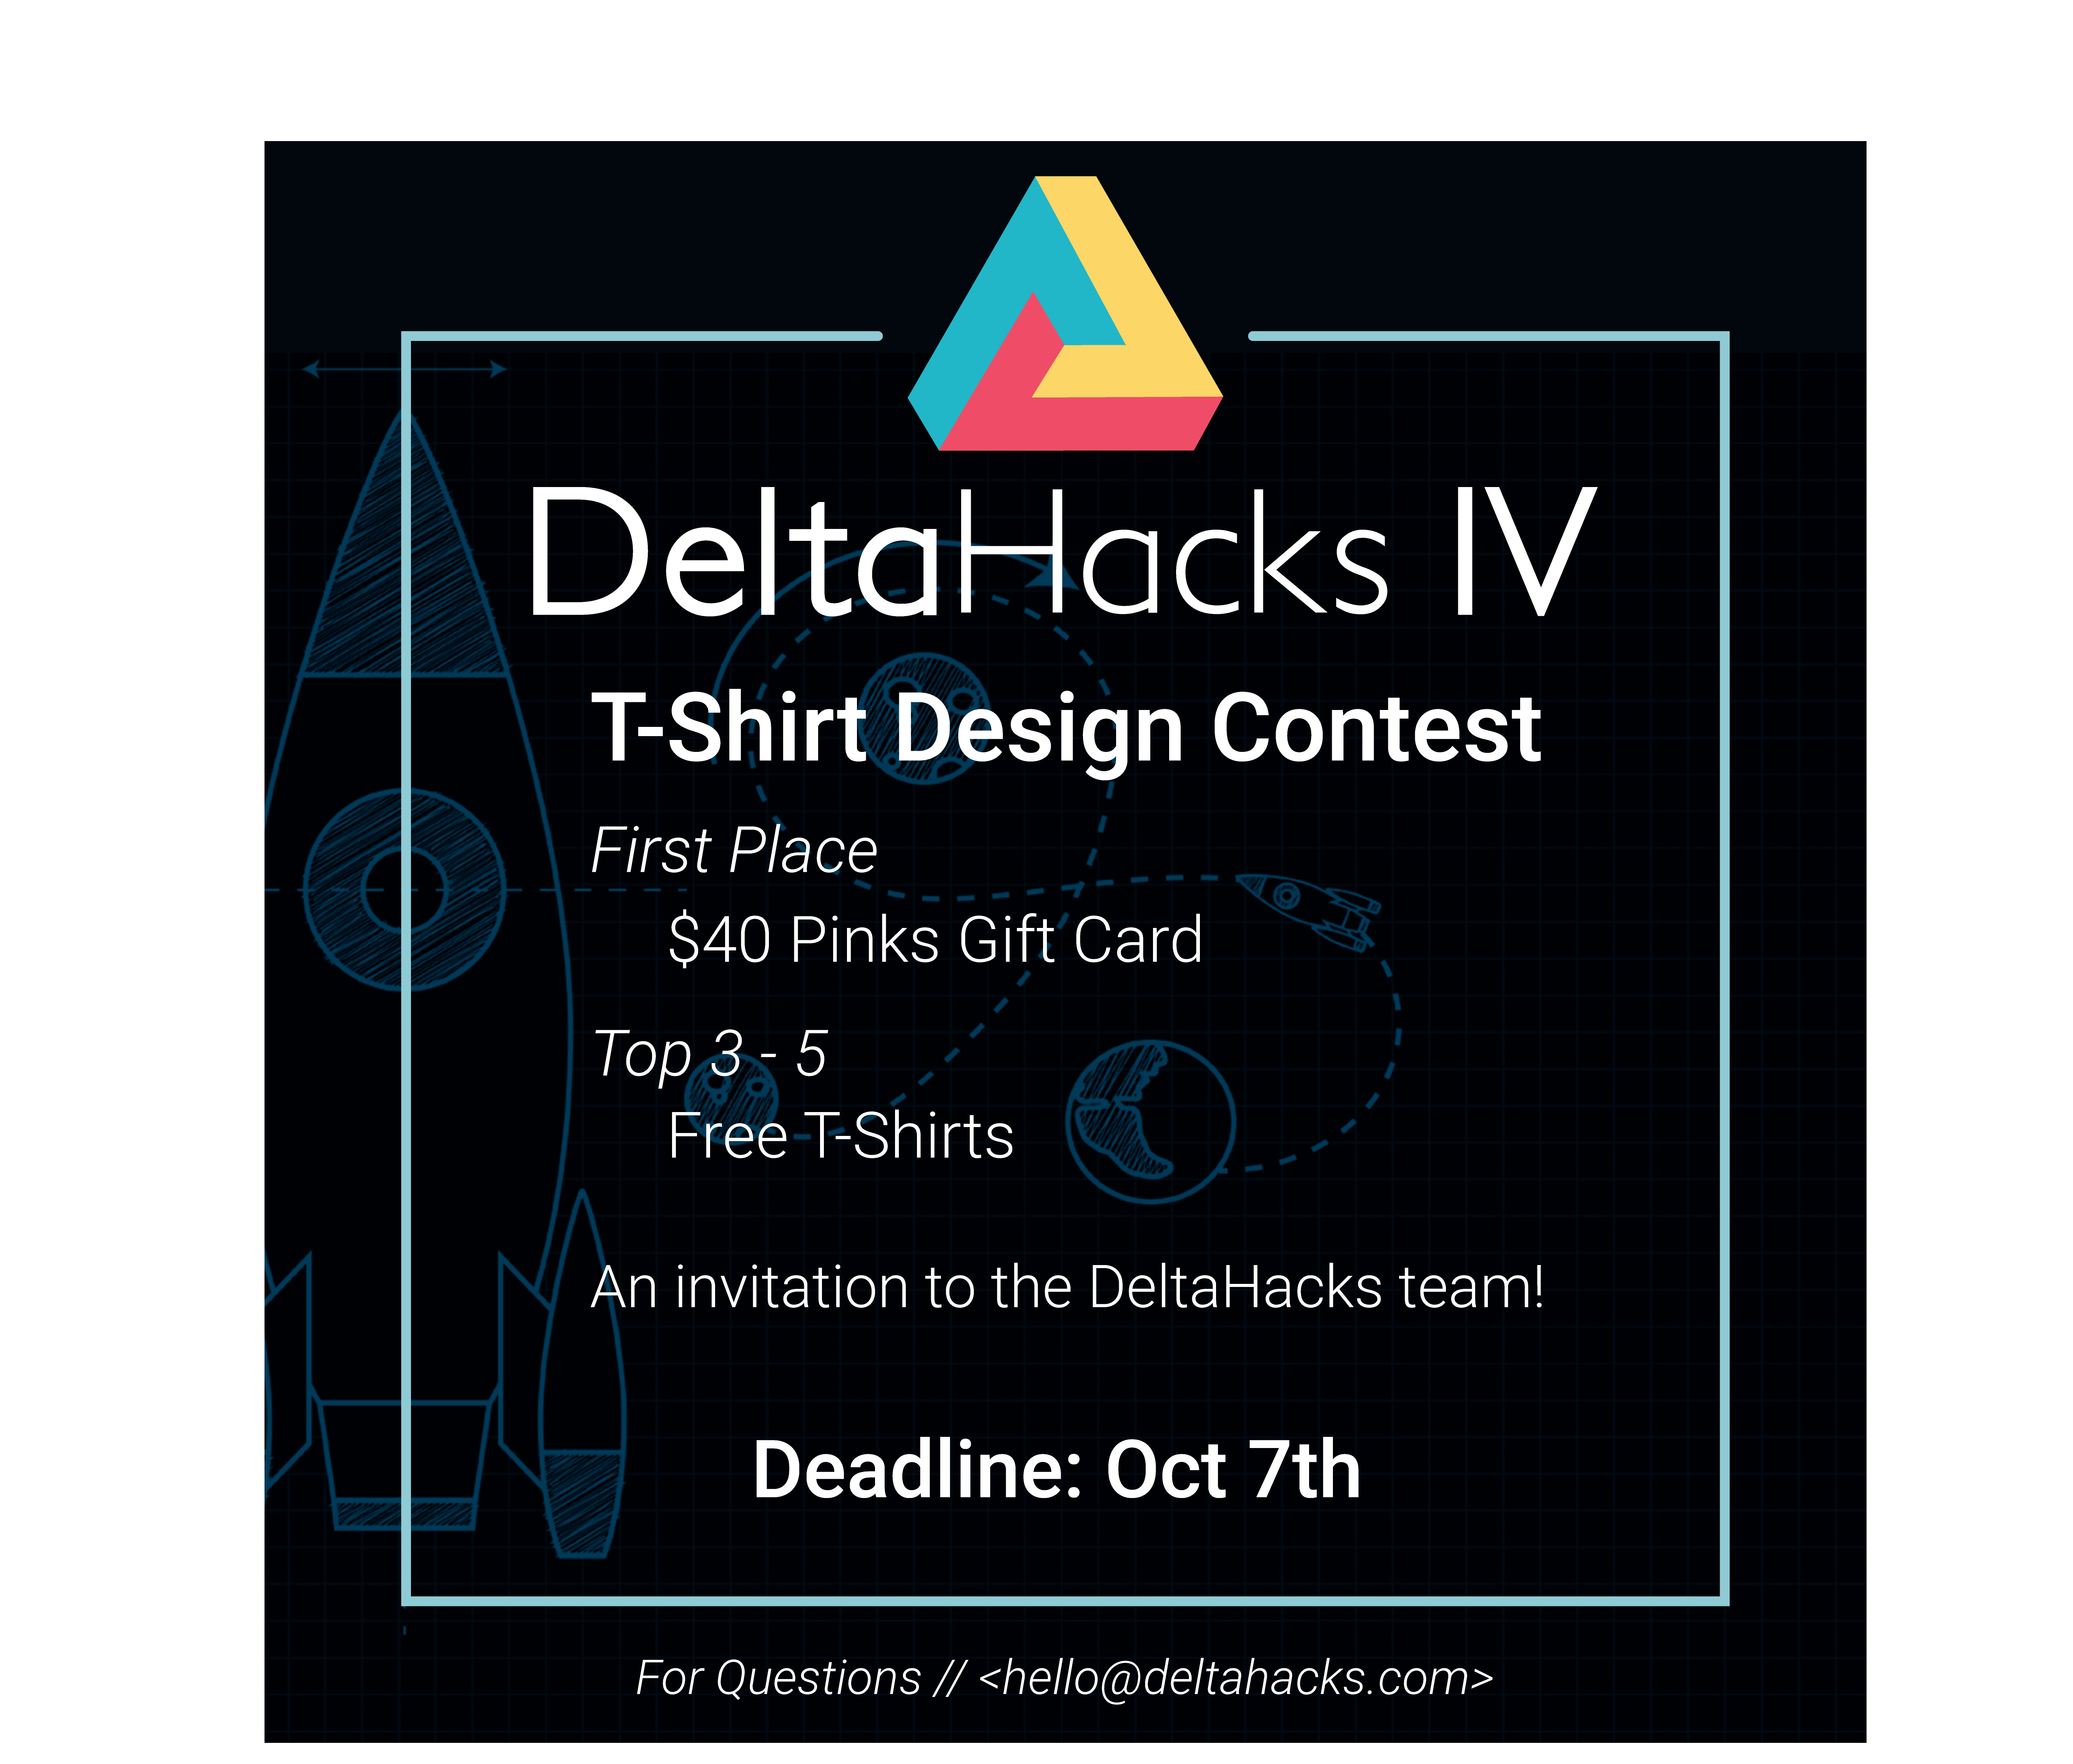 DeltaHacks IV
T-Shirt Design Contest
First Place
$40 Pinks Gift Card
Top 3 - 5
Free T-Shirts
An invitation to the DeltaHacks team!
Deadline: Oct 7th
For Questions // <hello@deltahacks.com>